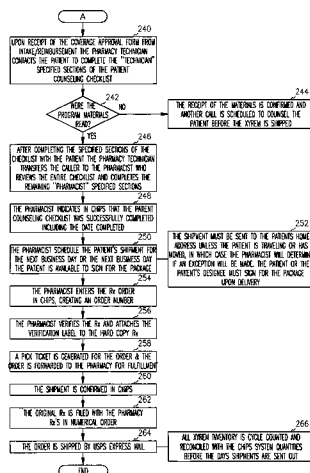 A
240
UPON RECEIPT OF THE COVERAGE APPROVAL FORM FROM
INTAKE/REIMBURSEMENT THE PHARMACY TECHNICIAN
CONTACTS THE PATIENT TO COMPLETE THE "TECHNICIAN"
SPECIFIED SECTIONS OF THE PATIENT
COUNSELING CHECKLIST
242
WERE THE
PROGRAM MATERIALS
READ?
NO
244
THE RECEIPT OF THE MATERIALS IS CONFIRMED AND
ANOTHER CALL IS SCHEDULED TO COUNSEL THE
PATIENT BEFORE THE XYREM IS SHIPPED
YES
246
AFTER COMPLETING THE SPECIFIED SECTIONS OF THE
CHECKLIST WITH THE PATIENT THE PHARMACY TECHNICIAN
TRANSFERS THE CALLER TO THE PHARMACIST WHO
REVIEWS THE ENTIRE CHECKLIST AND COMPLETES THE
REMAINING "PHARMACIST" SPECIFIED SECTIONS
248
THE PHARMACIST INDICATES IN CHIPS THAT THE PATIENT
COUNSELING CHECKLIST WAS SUCCESSFULLY COMPLETED
INCLUDING THE DATE COMPLETED
250
THE PHARMACIST SCHEDULE THE PATIENT'S SHIPMENT FOR
THE NEXT BUSINESS DAY OR THE NEXT BUSINESS DAY
THE PATIENT IS AVAILABLE TO SIGN FOR THE PACKAGE
252
THE SHIPMENT MUST BE SENT TO THE PATIENT'S HOME
ADDRESS UNLESS THE PATIENT IS TRAVELING OR HAS
MOVED, IN WHICH CASE THE PHARMACIST WILL DETERMINE
IF AN EXCEPTION WILL BE MADE. THE PATIENT OR THE
PATIENT'S DESIGNEE MUST SIGN FOR THE PACKAGE
UPON DELIVERY
254
THE PHARMACIST ENTERS THE Rx ORDER
IN CHIPS, CREATING AN ORDER NUMBER
256
THE PHARMACIST VERIFIES THE Rx AND ATTACHES THE
VERIFICATION LABEL TO THE HARD COPY Rx
258
A PICK TICKET IS GENERATED FOR THE ORDER & THE
ORDER IS FORWARDED TO THE PHARMACY FOR FULFILLMENT
260
THE SHIPMENT IS CONFIRMED IN CHIPS
262
THE ORIGINAL Rx IS FILED WITH THE PHARMACY
Rx'S IN NUMERICAL ORDER
264
THE ORDER IS SHIPPED BY USPS EXPRESS MAIL
266
ALL XYREM INVENTORY IS CYCLE COUNTED AND
RECONCILED WITH THE CHIPS SYSTEM QUANTITIES
BEFORE THE DAY'S SHIPMENTS ARE SENT OUT
END